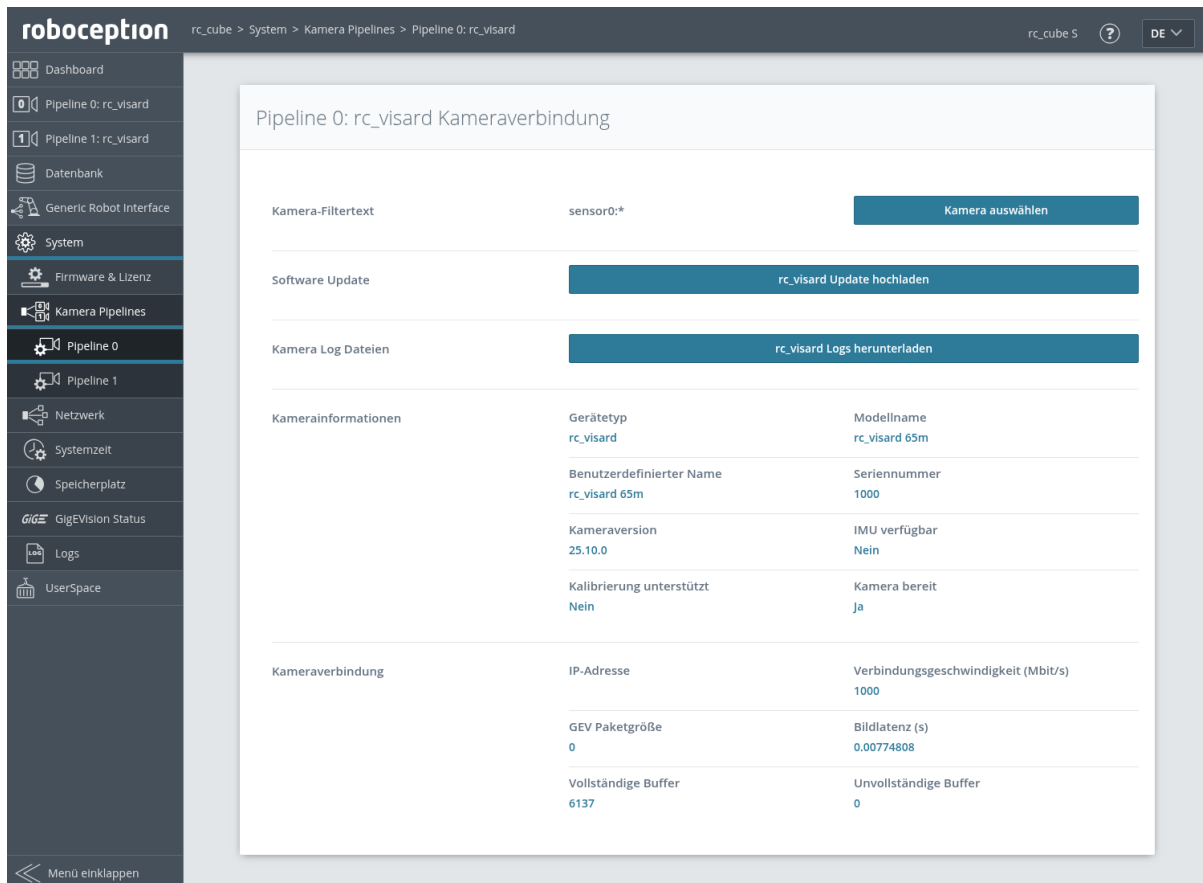 roboception
rc_cube > System > Kamera Pipelines > Pipeline 0: rc_visard
rc_cube S
?
DE
Dashboard
0 Pipeline 0: rc_visard
1 Pipeline 1: rc_visard
Datenbank
Generic Robot Interface
System
Firmware & Lizenz
0 1 Kamera Pipelines
Pipeline 0
Pipeline 1
Netzwerk
Systemzeit
Speicherplatz
GiGE GigEVision Status
LOG Logs
UserSpace
Menü einklappen
Pipeline 0: rc_visard Kameraverbindung
Kamera-Filtertext
sensor0:*
Kamera auswählen
Software Update
rc_visard Update hochladen
Kamera Log Dateien
rc_visard Logs herunterladen
Kamerainformationen
Gerätetyp
rc_visard
Modellname
rc_visard 65m
Benutzerdefinierter Name
rc_visard 65m
Seriennummer
1000
Kameraversion
25.10.0
IMU verfügbar
Nein
Kalibrierung unterstützt
Nein
Kamera bereit
Ja
Kameraverbindung
IP-Adresse
Verbindungsgeschwindigkeit (Mbit/s)
1000
GEV Paketgröße
0
Bildlatenz (s)
0.00774808
Vollständige Buffer
6137
Unvollständige Buffer
0